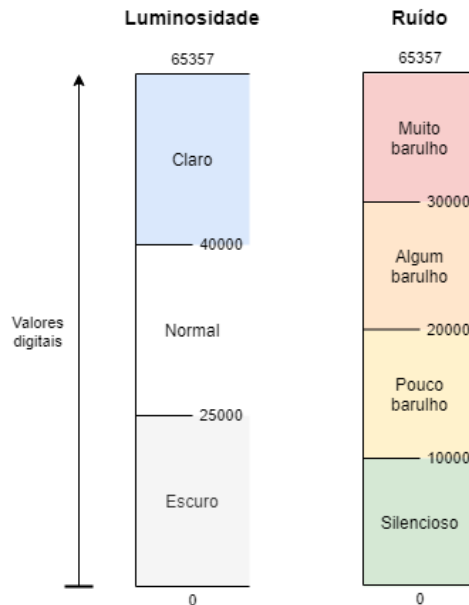 Luminosidade
Ruído
65357
65357
Claro
Muito
barulho
40000
30000
Algum
barulho
Valores
digitais
Normal
20000
Pouco
barulho
25000
10000
Escuro
Silencioso
0
0